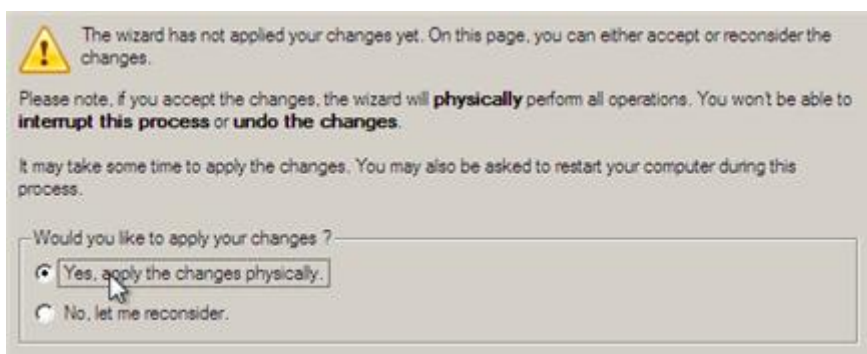 The wizard has not applied your changes yet. On this page, you can either accept or reconsider the
changes.
Please note, if you accept the changes, the wizard will physically perform all operations. You won't be able to
interrupt this process or undo the changes.
It may take some time to apply the changes. You may also be asked to restart your computer during this
process.
Would you like to apply your changes ?
Yes, apply the changes physically.
No, let me reconsider.